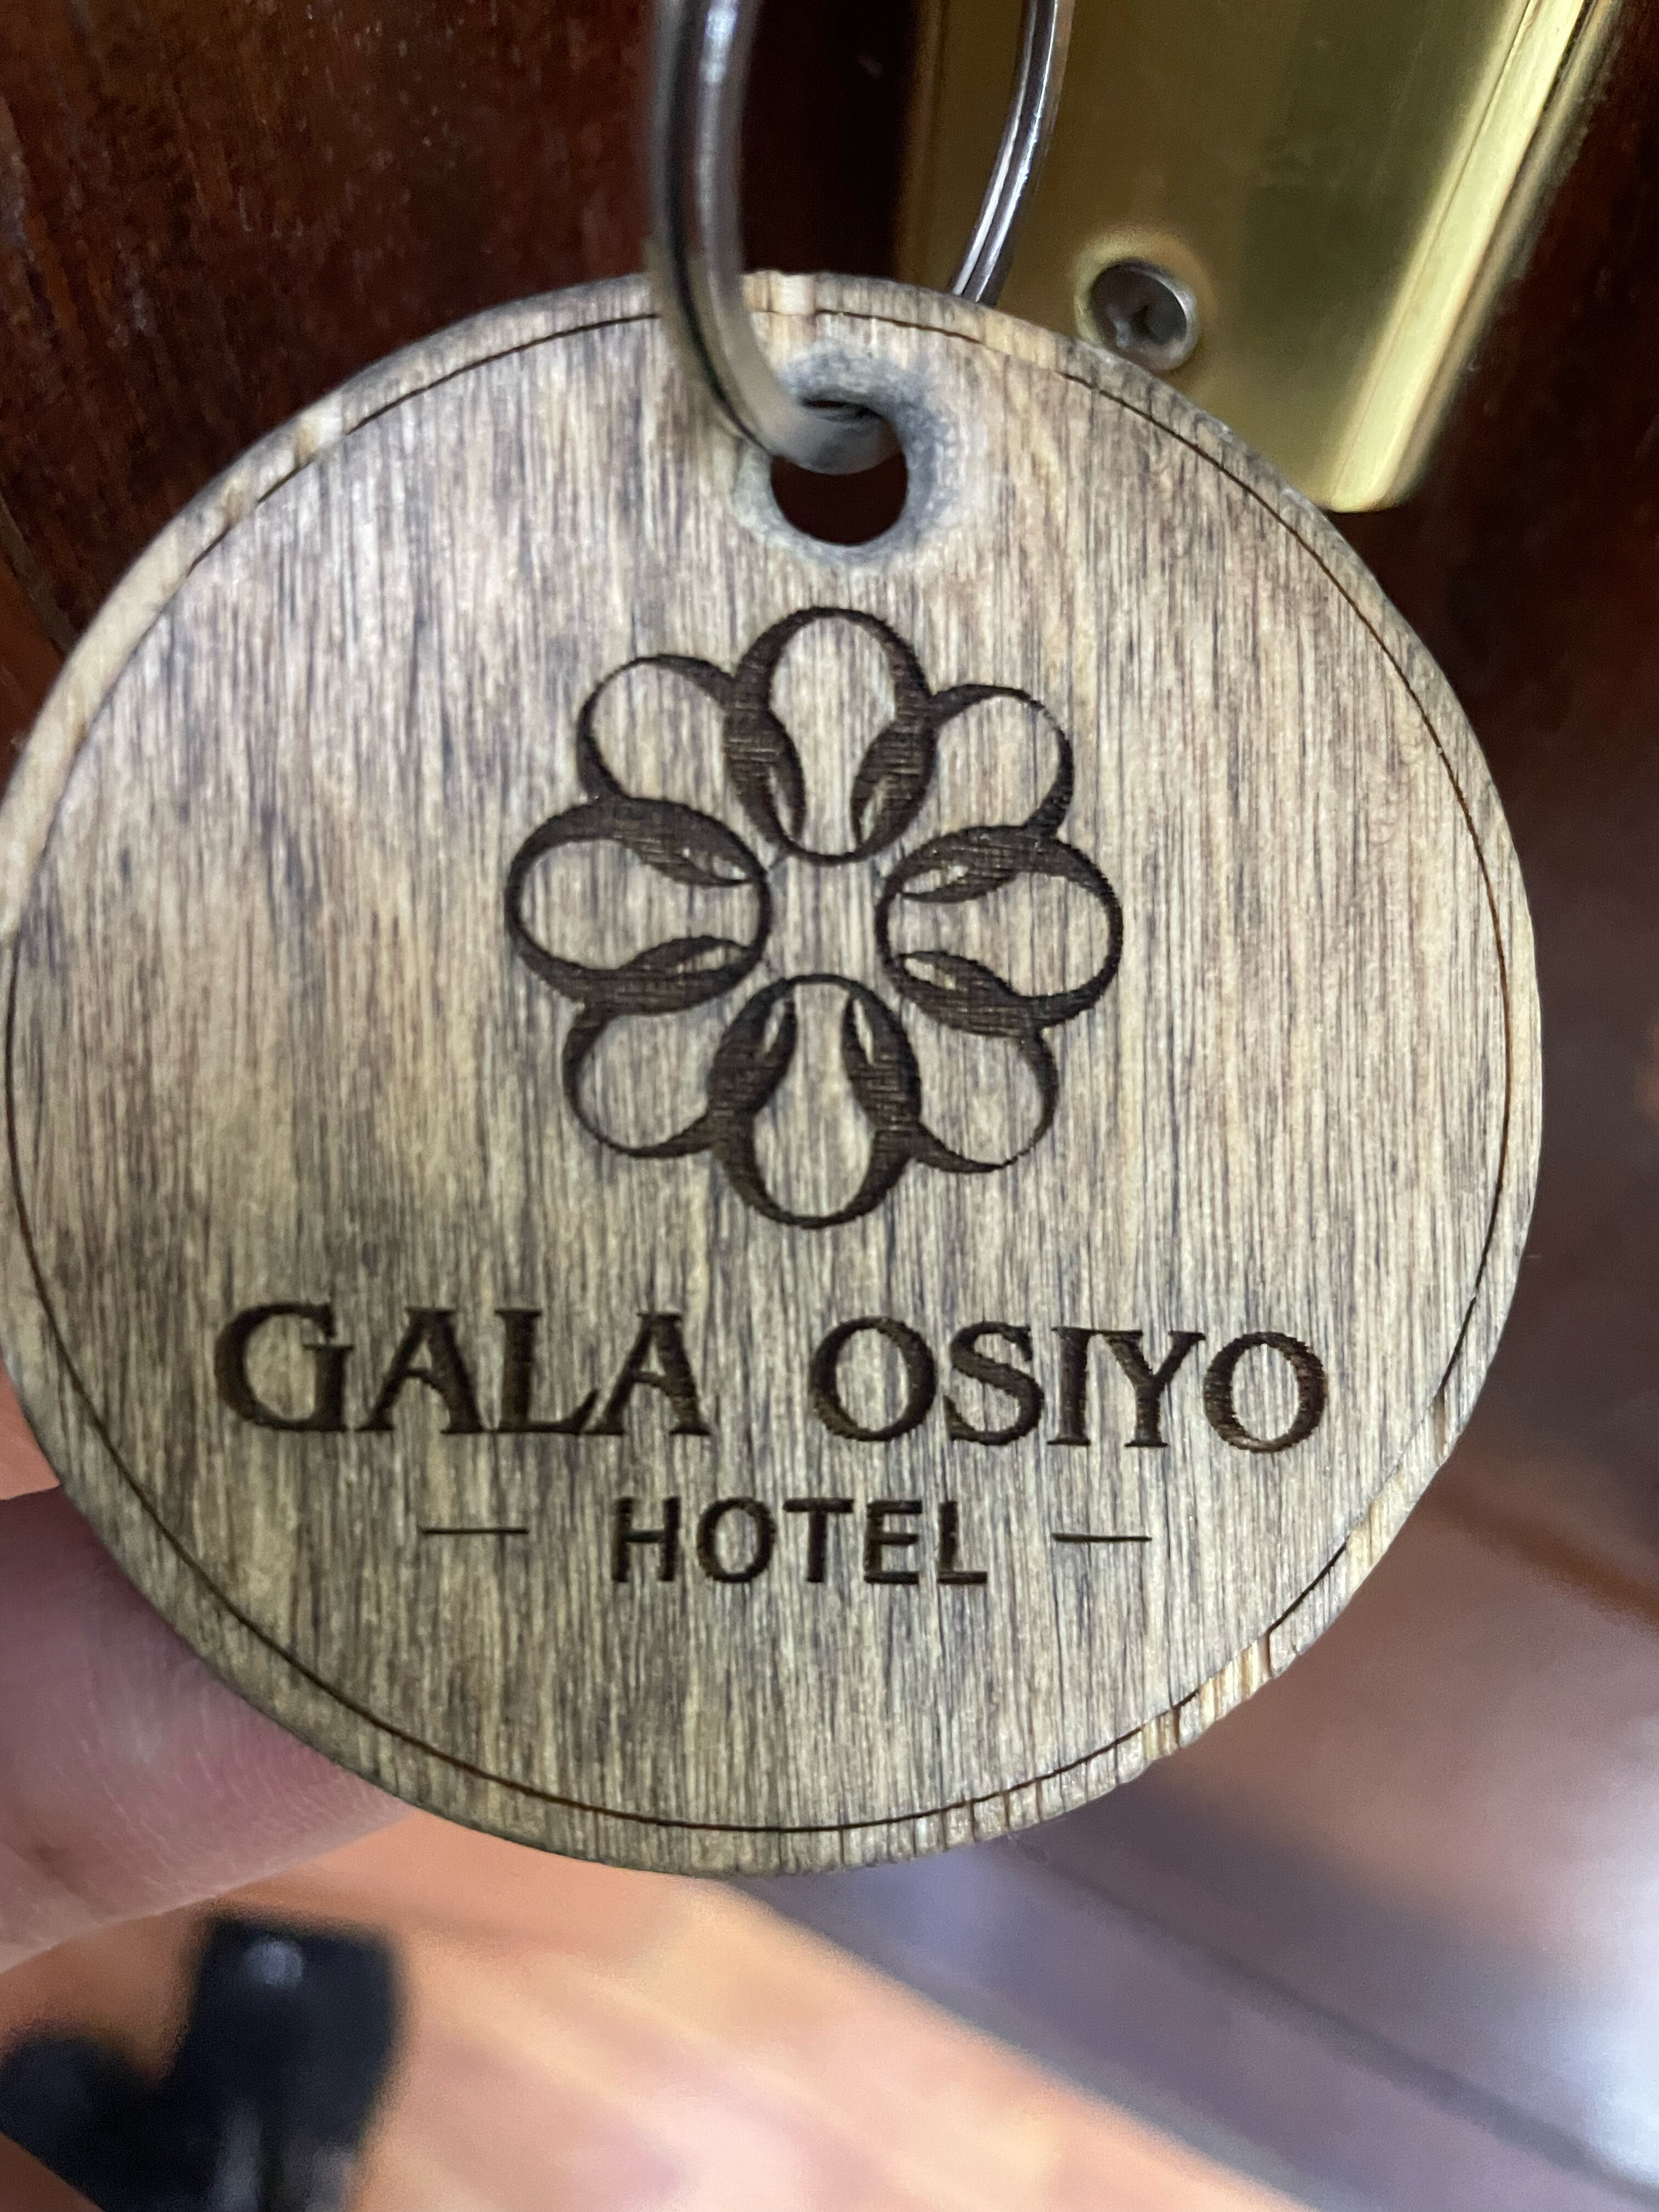 GALA OSIYO
— HOTEL —